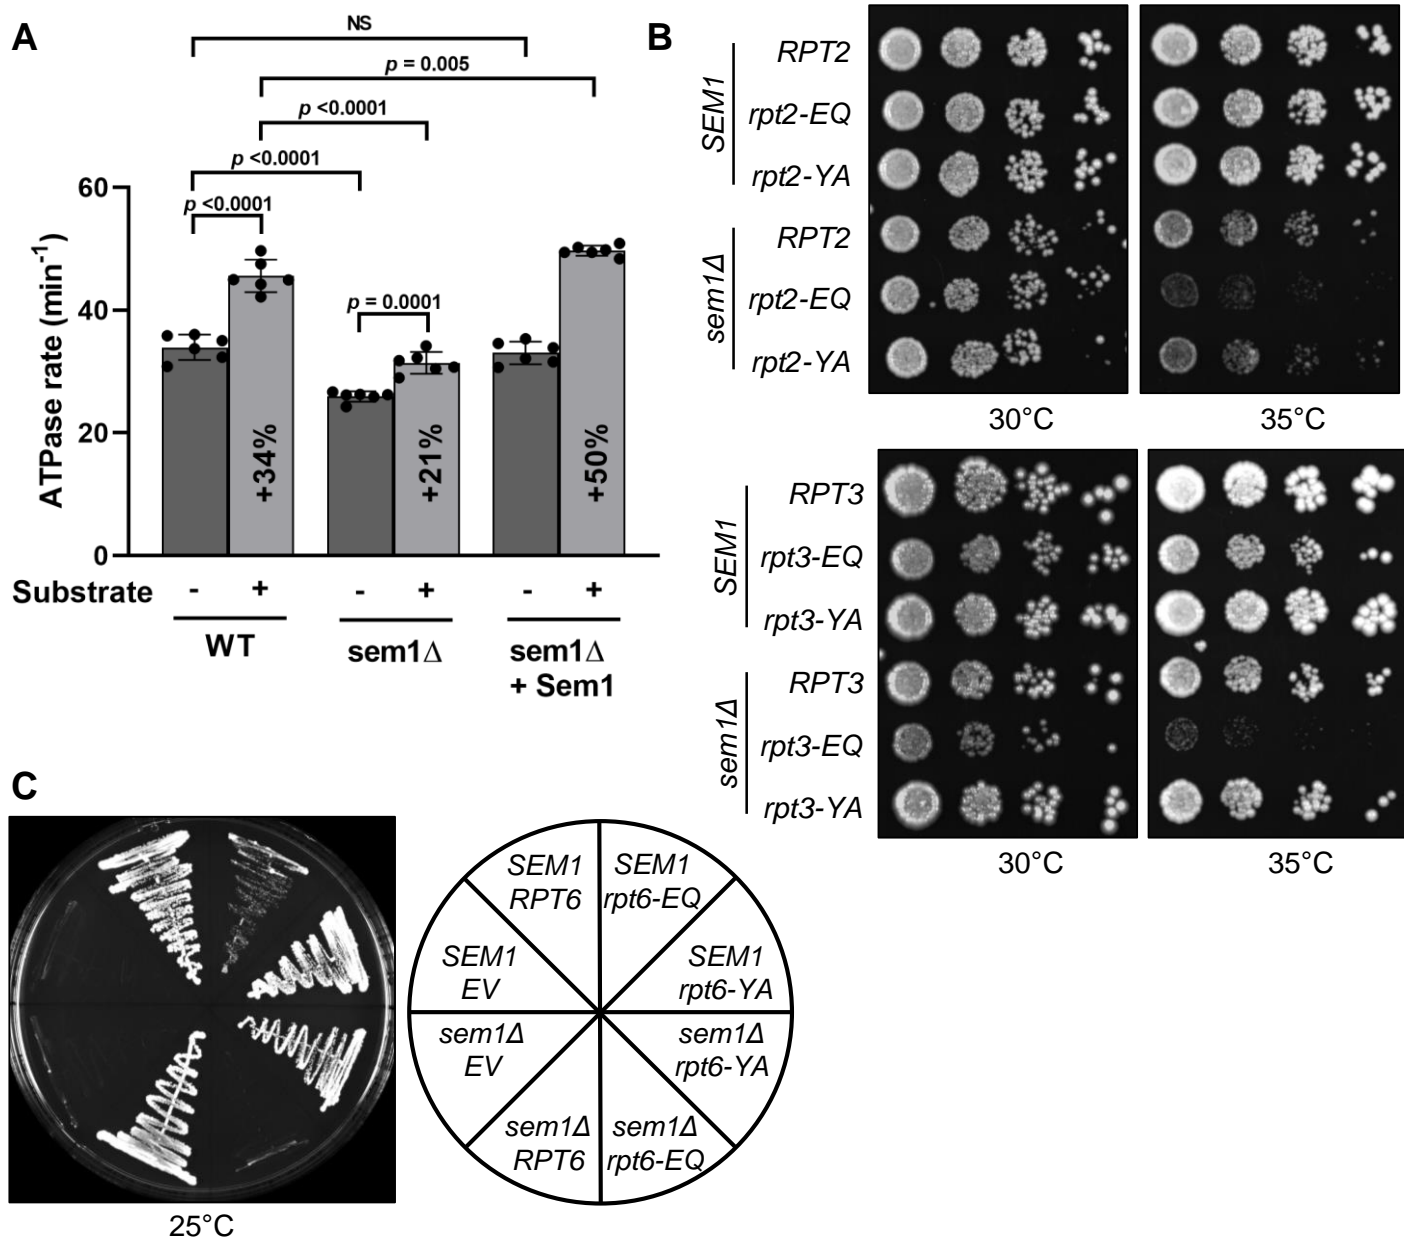 A
NS
p = 0.005
p <0.0001
p <0.0001
p <0.0001
p = 0.0001
ATPase rate (min-1)
60
40
20
0
+34%
+21%
+50%
Substrate - + - + - +
WT
sem1Δ
sem1Δ
+ Sem1
B
SEM1
RPT2
rpt2-EQ
rpt2-YA
sem1Δ
RPT2
rpt2-EQ
rpt2-YA
30°C
35°C
SEM1
RPT3
rpt3-EQ
rpt3-YA
sem1Δ
RPT3
rpt3-EQ
rpt3-YA
30°C
35°C
C
25°C
SEM1
RPT6
SEM1
rpt6-EQ
SEM1
EV
SEM1
rpt6-YA
sem1Δ
EV
sem1Δ
rpt6-YA
sem1Δ
RPT6
sem1Δ
rpt6-EQ